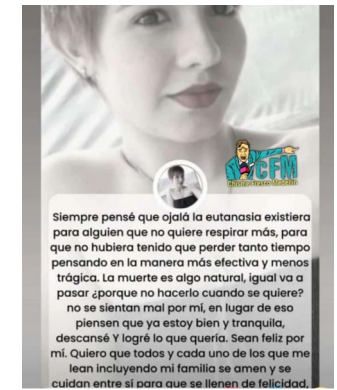 CFM
Chisme Fresco Medellín
Siempre pensé que ojalá la eutanasia existiera
para alguien que no quiere respirar más, para
que no hubiera tenido que perder tanto tiempo
pensando en la manera más efectiva y menos
trágica. La muerte es algo natural, igual va a
pasar ¿porque no hacerlo cuando se quiere?
no se sientan mal por mí, en lugar de eso
piensen que ya estoy bien y tranquila,
descansé Y logré lo que quería. Sean feliz por
mí. Quiero que todos y cada uno de los que me
lean incluyendo mi familia se amen y se
cuidan entre sí para que se llenen de felicidad,